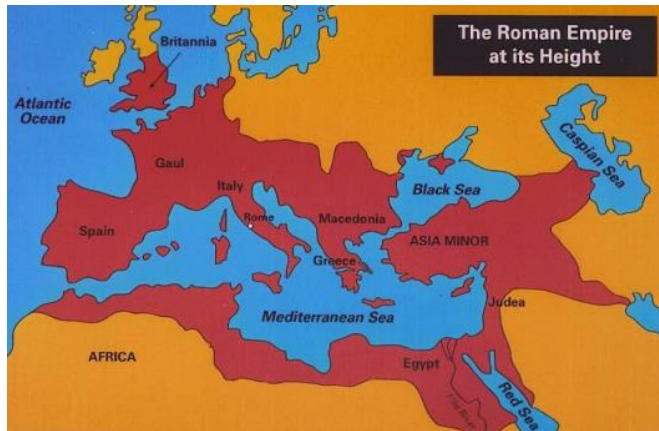 The Roman Empire
at its Height
Britannia
Atlantic
Ocean
Caspian Sea
Gaul
Italy
Black Sea
Rome
Macedonia
Spain
ASIA MINOR
Greece
Judea
Mediterranean Sea
AFRICA
Egypt
Red Sea